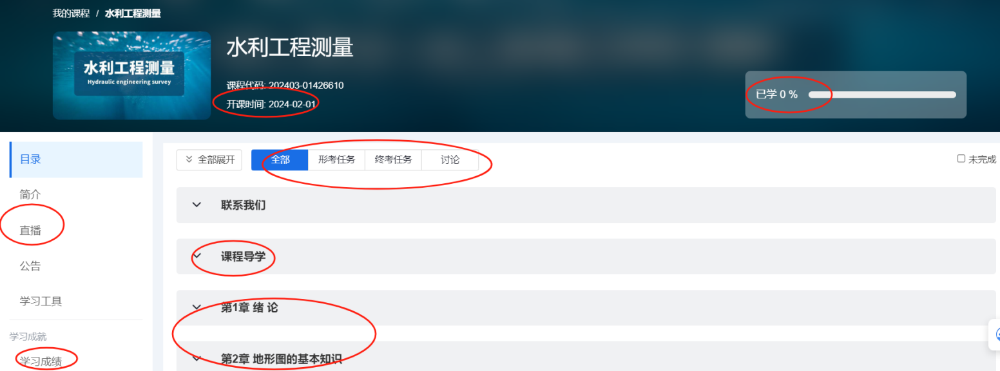 我的课程 / 水利工程测量
水利工程测量
Hydraulic engineering survey
水利工程测量
课程代码: 202403-01426610
开课时间: 2024-02-01
已学 0 %
目录
简介
直播
公告
学习工具
学习成就
学习成绩
全部展开
全部
形考任务
终考任务
讨论
未完成
联系我们
课程导学
第1章 绪 论
第2章 地形图的基本知识